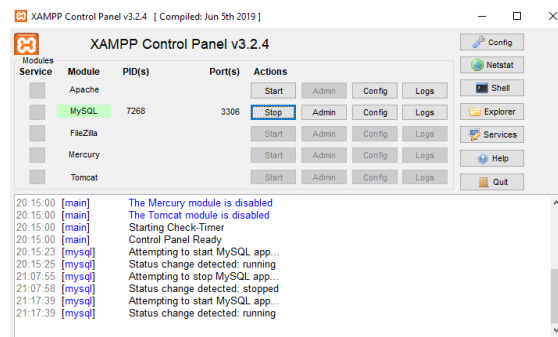 XAMPP Control Panel v3.2.4 [ Compiled: Jun 5th 2019 ]
XAMPP Control Panel v3.2.4
Config
Modules
Service Module PID(s) Port(s) Actions
Netstat
Apache Start Admin Config Logs
Shell
MySQL 7268 3306 Stop Admin Config Logs
Explorer
FileZilla Start Admin Config Logs
Services
Mercury Start Admin Config Logs
Help
Tomcat Start Admin Config Logs
Quit
20:15:00 [main] The Mercury module is disabled
20:15:00 [main] The Tomcat module is disabled
20:15:00 [main] Starting Check-Timer
20:15:00 [main] Control Panel Ready
20:15:23 [mysql] Attempting to start MySQL app...
20:15:25 [mysql] Status change detected: running
21:07:55 [mysql] Attempting to stop MySQL app...
21:07:58 [mysql] Status change detected: stopped
21:17:39 [mysql] Attempting to start MySQL app...
21:17:39 [mysql] Status change detected: running